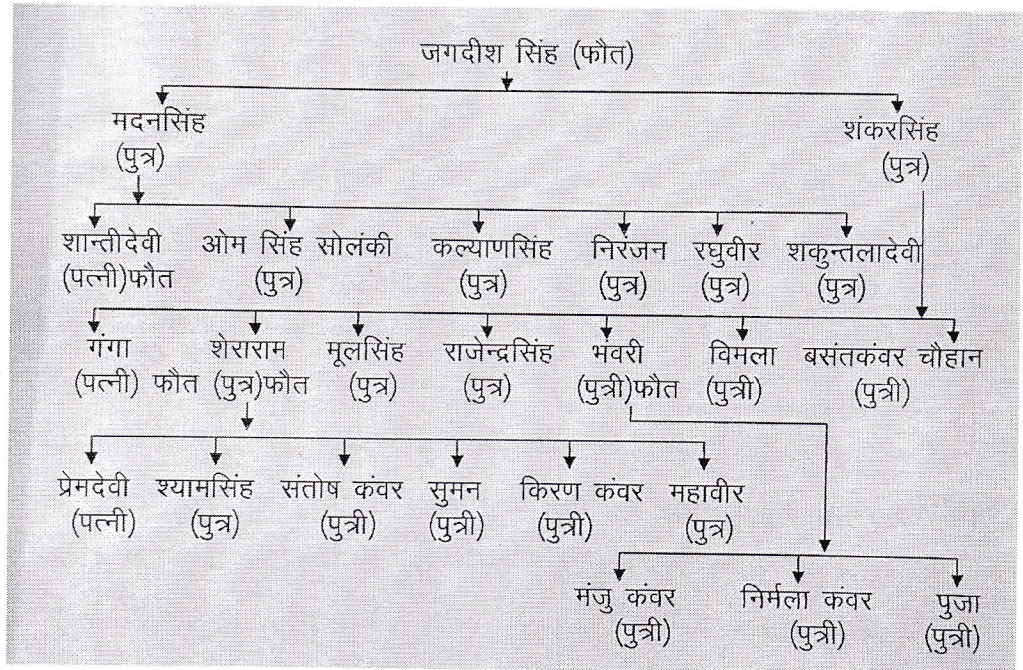 जगदीश सिंह (फौत)
मदनसिंह
(पुत्र)
शंकरसिंह
(पुत्र)
शान्तीदेवी ओम सिंह सोलंकी कल्याणसिंह निरंजन रघुवीर शकुन्तलादेवी
(पत्नी)फौत (पुत्र) (पुत्र) (पुत्र) (पुत्र) (पुत्र)
गंगा शेराराम मूलसिंह राजेन्द्रसिंह भंवरी विमला बसंतकंवर चौहान
(पत्नी) फौत (पुत्र)फौत (पुत्र) (पुत्र) (पुत्री)फौत (पुत्री) (पुत्री)
प्रेमदेवी श्यामसिंह संतोष कंवर सुमन किरण कंवर महावीर
(पत्नी) (पुत्र) (पुत्री) (पुत्री) (पुत्री) (पुत्र)
मंजु कंवर निर्मला कंवर पुजा
(पुत्री) (पुत्री) (पुत्री)